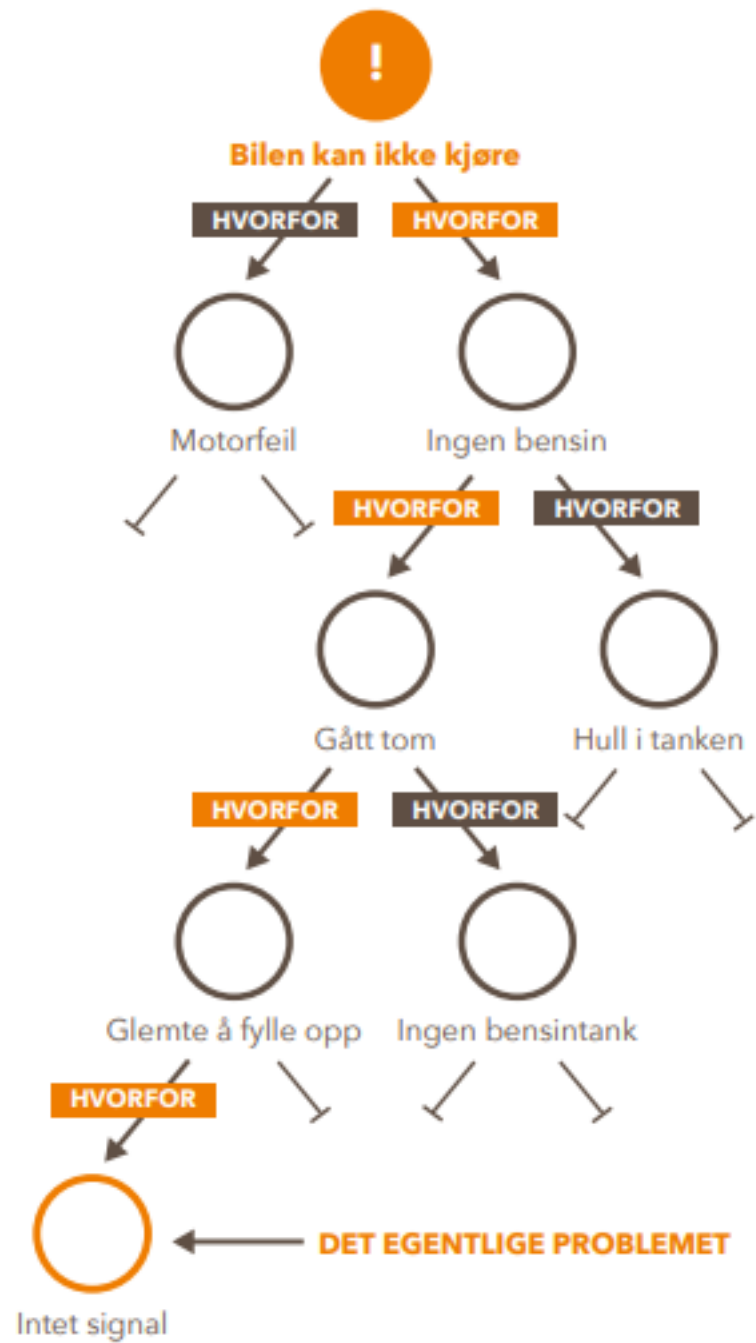 !
Bilen kan ikke kjøre
HVORFOR HVORFOR
Motorfeil Ingen bensin
HVORFOR HVORFOR
Gått tom Hull i tanken
HVORFOR HVORFOR
Glemte å fylle opp Ingen bensintank
HVORFOR
DET EGENTLIGE PROBLEMET
Intet signal